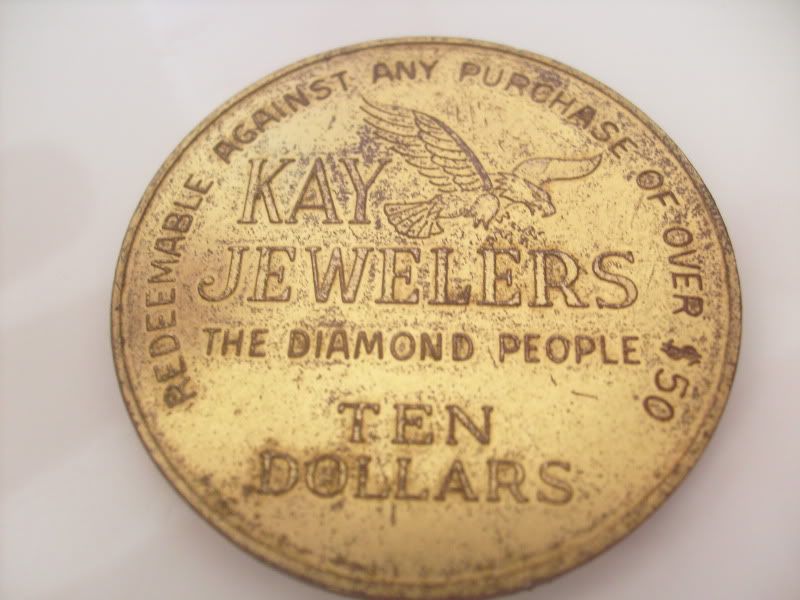 REDEEMABLE AGAINST ANY PURCHASE OF OVER $50
KAY
JEWELERS
THE DIAMOND PEOPLE
TEN
DOLLARS